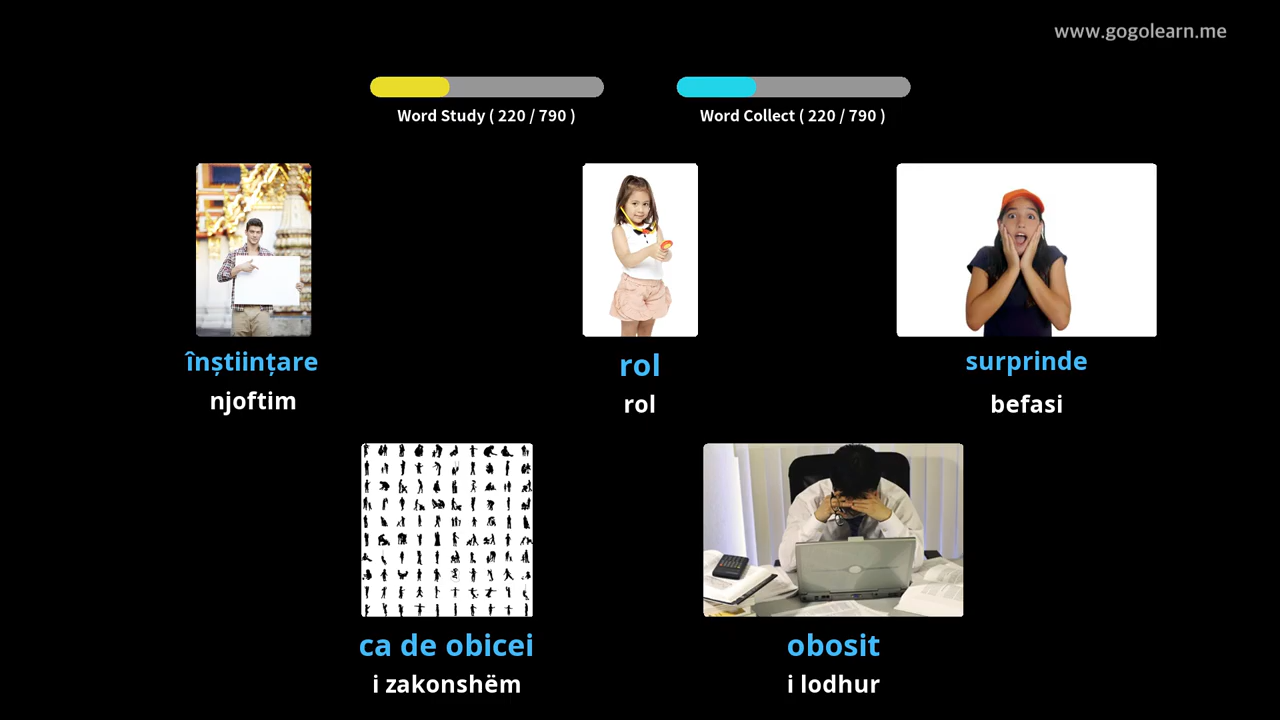 www.gogolearn.me
Word Study ( 220 / 790 )
Word Collect ( 220 / 790 )
înștiințare
njoftim
rol
rol
surprinde
befasi
ca de obicei
i zakonshëm
obosit
i lodhur